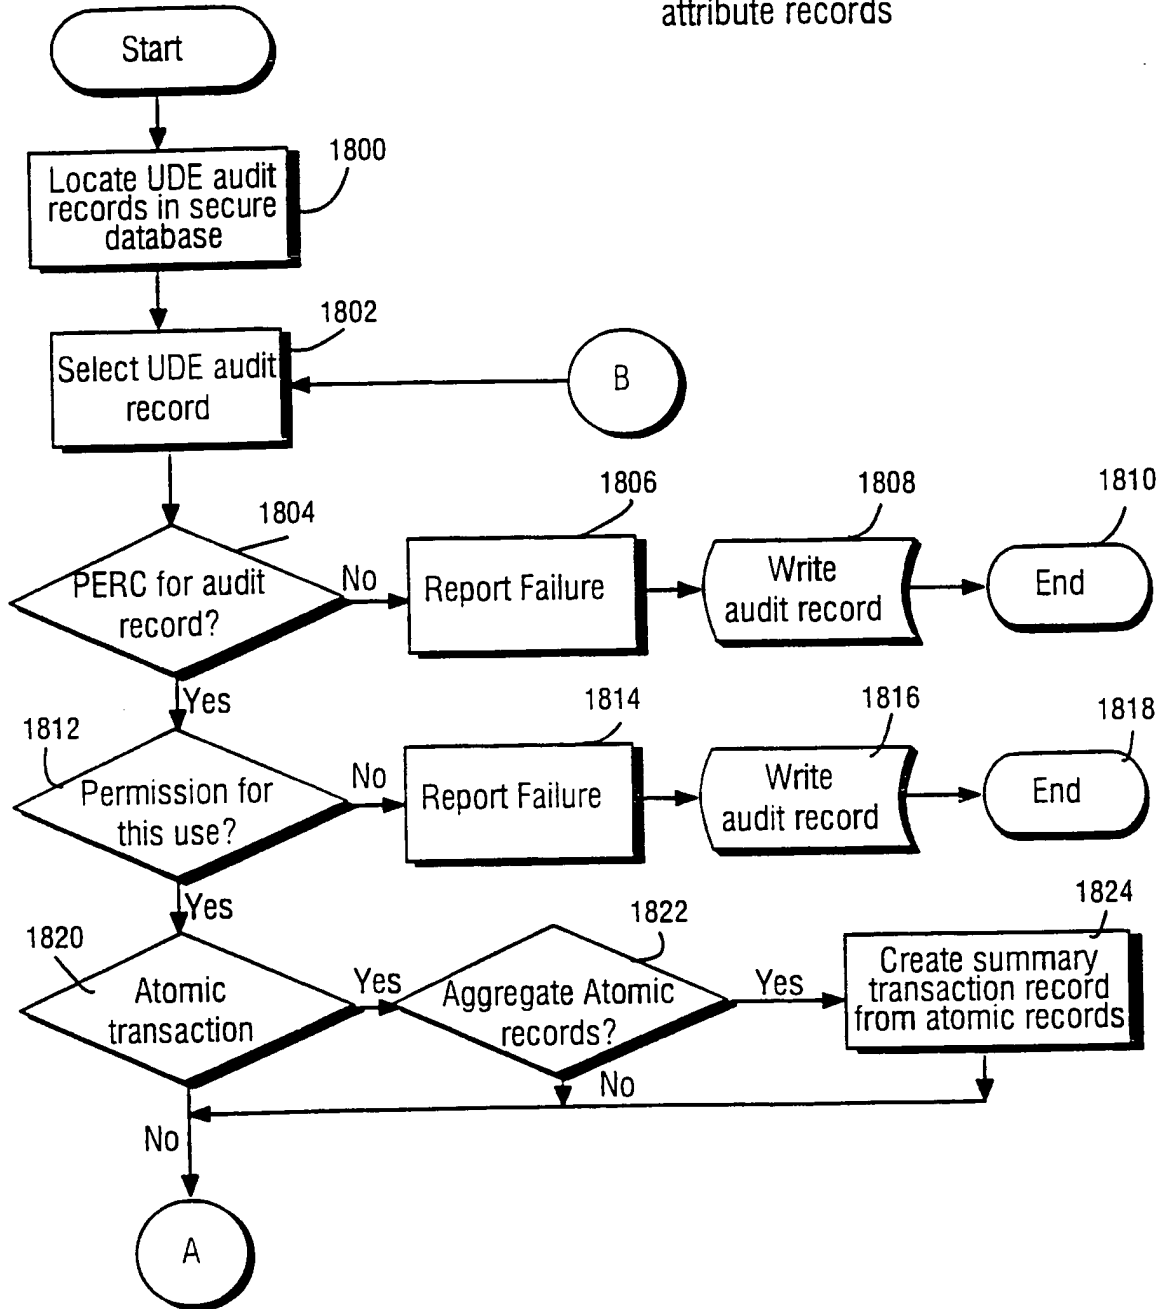 attribute records
Start
1800
Locate UDE audit
records in secure
database
1802
Select UDE audit
record
B
1804
PERC for audit
record?
No
1806
Report Failure
1808
Write
audit record
1810
End
Yes
1812
Permission for
this use?
No
1814
Report Failure
1816
Write
audit record
1818
End
Yes
1820
Atomic
transaction
Yes
1822
Aggregate Atomic
records?
Yes
1824
Create summary
transaction record
from atomic records
No
No
A